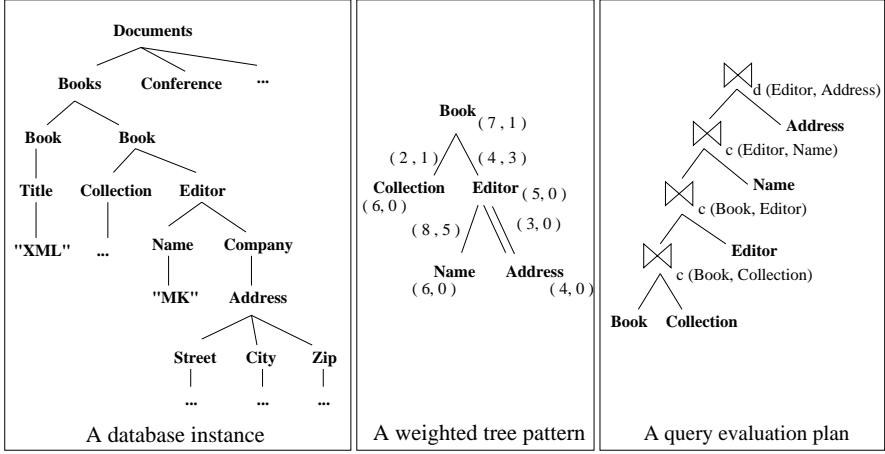 Documents
Books Conference ...
Book Book
Title Collection Editor
"XML" ... Name Company
"MK" Address
Street City Zip
... ... ...
A database instance
Book ( 7, 1 )
( 2, 1 ) ( 4, 3 )
Collection Editor ( 5, 0 )
( 6, 0 )
( 8, 5 ) ( 3, 0 )
Name Address
( 6, 0 ) ( 4, 0 )
A weighted tree pattern
d (Editor, Address)
Address
c (Editor, Name)
Name
c (Book, Editor)
Editor
c (Book, Collection)
Book Collection
A query evaluation plan